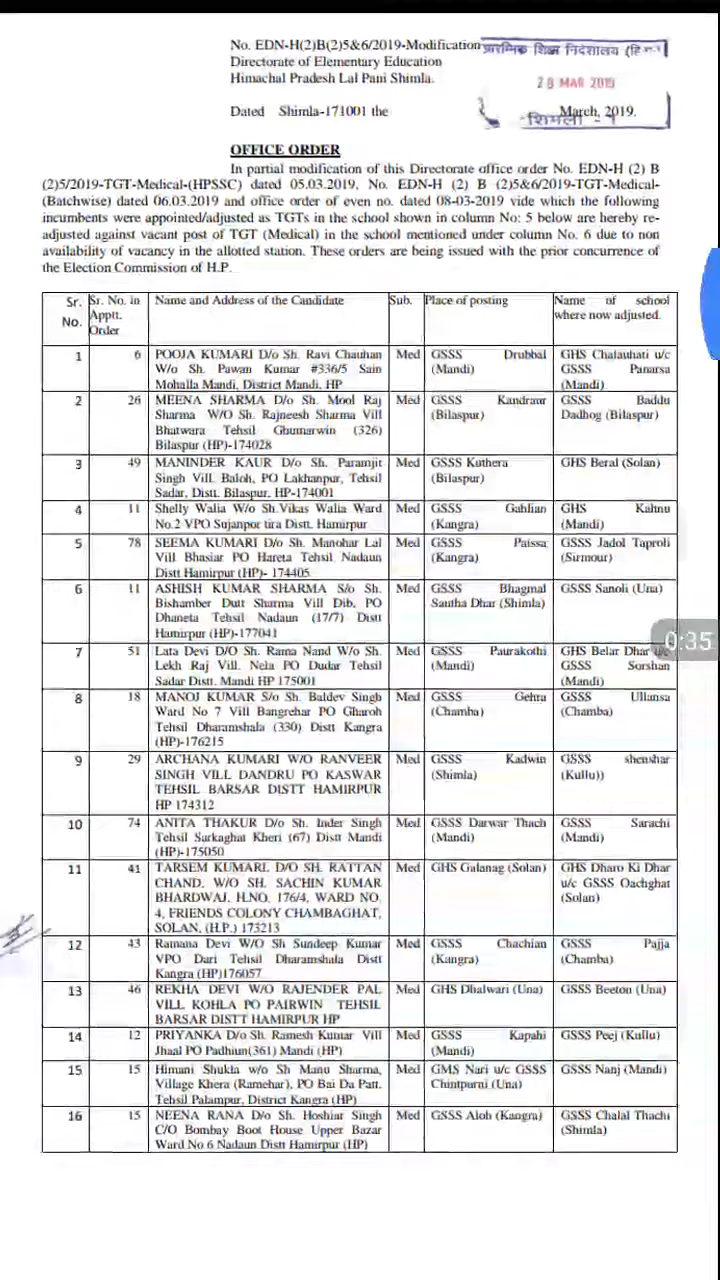 No. EDN-H(2)B(2)5&6/2019-Modification
प्रारम्भिक शिक्षा निदेशालय
Directorate of Elementary Education
Himachal Pradesh Lal Pani Shimla.
28 MAR 2019
Dated Shimla-171001 the March, 2019.
शिमला - १
OFFICE ORDER
In partial modification of this Directorate office order No. EDN-H (2) B
(2)5/2019-TGT-Medical-(HPSSC) dated 05.03.2019, No. EDN-H (2) B (2)5&6/2019-TGT-Medical-
(Batchwise) dated 06.03.2019 and office order of even no. dated 08-03-2019 vide which the following
incumbents were appointed/adjusted as TGTs in the school shown in column No: 5 below are hereby re-
adjusted against vacant post of TGT (Medical) in the school mentioned under column No. 6 due to non
availability of vacancy in the allotted station. These orders are being issued with the prior concurrence of
the Election Commission of H.P.
Sr. No. Sr. No. in Apptt. Order Name and Address of the Candidate Sub. Place of posting Name of school where now adjusted.
1 6 POOJA KUMARI D/o Sh. Ravi Chauhan Med GSSS Drubbal GHS Chalauhati u/c
W/o Sh. Pawan Kumar #336/5 Sain (Mandi) GSSS Panarsa
Mohalla Mandi, District Mandi, HP (Mandi)
2 26 MEENA SHARMA D/o Sh. Mool Raj Med GSSS Kandraur GSSS Baddu
Sharma W/O Sh. Rajneesh Sharma Vill (Bilaspur) Dadhog (Bilaspur)
Bhatwara Tehsil Ghumarwin (326)
Bilaspur (HP)-174028
3 49 MANINDER KAUR D/o Sh. Paramjit Med GSSS Kuthera GHS Beral (Solan)
Singh Vill. Baloh, PO Lakhanpur, Tehsil (Bilaspur)
Sadar, Distt. Bilaspur, HP-174001
4 11 Shelly Walia W/o Sh.Vikas Walia Ward Med GSSS Gahlian GHS Kahnu
No.2 VPO Sujanpor tira Distt. Hamirpur (Kangra) (Mandi)
5 78 SEEMA KUMARI D/o Sh. Manohar Lal Med GSSS Paissa GSSS Jadol Taproli
Vill Bhasiar PO Hareta Tehsil Nadaun (Kangra) (Sirmour)
Distt Hamirpur (HP)- 174405
6 11 ASHISH KUMAR SHARMA S/o Sh. Med GSSS Bhagmal GSSS Sanoli (Una)
Bishamber Dutt Sharma Vill Dib, PO Sautha Dhar (Shimla)
Dhaneta Tehsil Nadaun (17/7) Distt
Hamirpur (HP)-177041
0:35
7 51 Lata Devi D/O Sh. Rama Nand W/o Sh. Med GSSS Paurakothi GHS Belar Dhar u/c
Lekh Raj Vill. Nela PO Dudar Tehsil (Mandi) GSSS Sorshan
Sadar Distt. Mandi HP 175001 (Mandi)
8 18 MANOJ KUMAR S/o Sh. Baldev Singh Med GSSS Gehra GSSS Ullansa
Ward No 7 Vill Bangrehar PO Gharoh (Chamba) (Chamba)
Tehsil Dharamshala (330) Distt Kangra
(HP)-176215
9 29 ARCHANA KUMARI W/O RANVEER Med GSSS Kadwin GSSS shenshar
SINGH VILL DANDRU PO KASWAR (Shimla) (Kullu))
TEHSIL BARSAR DISTT HAMIRPUR
HP 174312
10 74 ANITA THAKUR D/o Sh. Inder Singh Med GSSS Darwar Thach GSSS Sarachi
Tehsil Sarkaghat Kheri (67) Distt Mandi (Mandi) (Mandi)
(HP)-175050
11 41 TARSEM KUMARI, D/O SH. RATTAN Med GHS Galanag (Solan) GHS Dharo Ki Dhar
CHAND, W/O SH. SACHIN KUMAR u/c GSSS Oachghat
BHARDWAJ, H.NO. 176/4, WARD NO. (Solan)
4, FRIENDS COLONY CHAMBAGHAT,
SOLAN, (H.P.) 173213
12 43 Ramana Devi W/O Sh Sundeep Kumar Med GSSS Chachian GSSS Pajja
VPO Dari Tehsil Dharamshala Distt (Kangra) (Chamba)
Kangra (HP)176057
13 46 REKHA DEVI W/O RAJENDER PAL Med GHS Dhalwari (Una) GSSS Beeton (Una)
VILL KOHLA PO PAIRWIN TEHSIL
BARSAR DISTT HAMIRPUR HP
14 12 PRIYANKA D/o Sh. Ramesh Kumar Vill Med GSSS Kapahi GSSS Peej (Kullu)
Jhaal PO Padhiun(361) Mandi (HP) (Mandi)
15 15 Himani Shukla w/o Sh Manu Sharma, Med GMS Nari u/c GSSS GSSS Nanj (Mandi)
Village Khera (Ramehar), PO Bai Da Patt. Chintpurni (Una)
Tehsil Palampur, District Kangra (HP)
16 15 NEENA RANA D/o Sh. Hoshiar Singh Med GSSS Aloh (Kangra) GSSS Chalal Thachi
C/O Bombay Boot House Upper Bazar (Shimla)
Ward No 6 Nadaun Distt Hamirpur (HP)